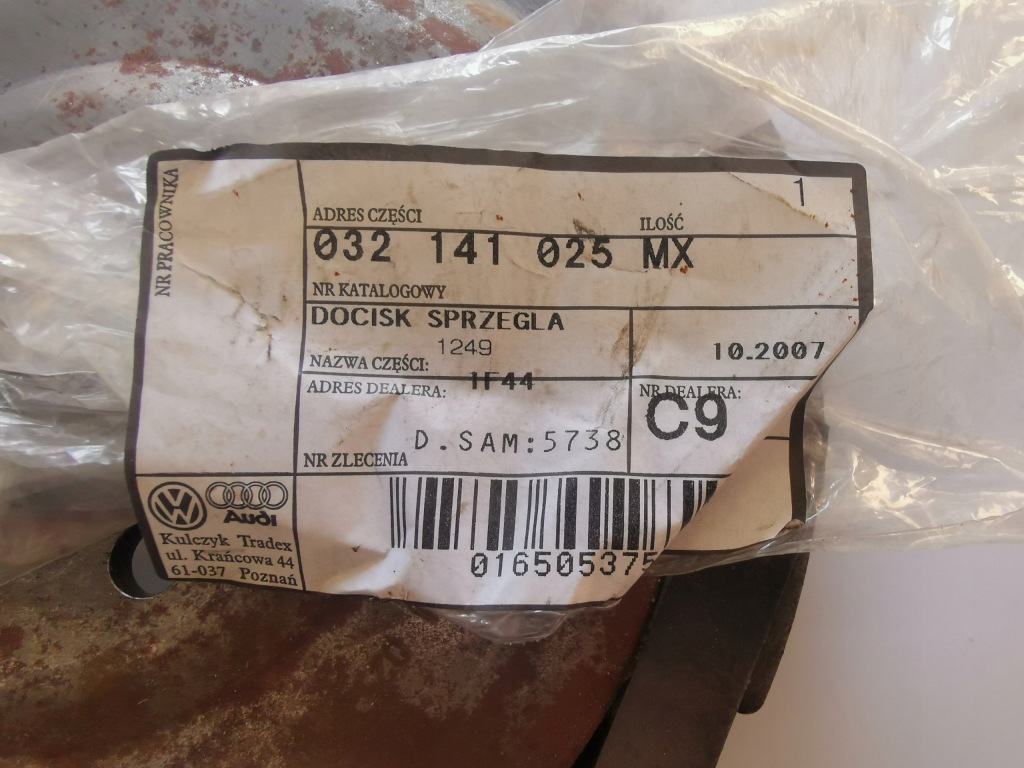 NR PRACOWNIKA
1
ADRES CZĘŚCI ILOŚĆ
032 141 025 MX
NR KATALOGOWY
DOCISK SPRZEGLA
1249
10.2007
NAZWA CZĘŚCI:
1F44
ADRES DEALERA: NR DEALERA:
C9
D.SAM:5738
NR ZLECENIA
VW Audi
Kulczyk Tradex
ul. Krańcowa 44
61-037 Poznań
016505375